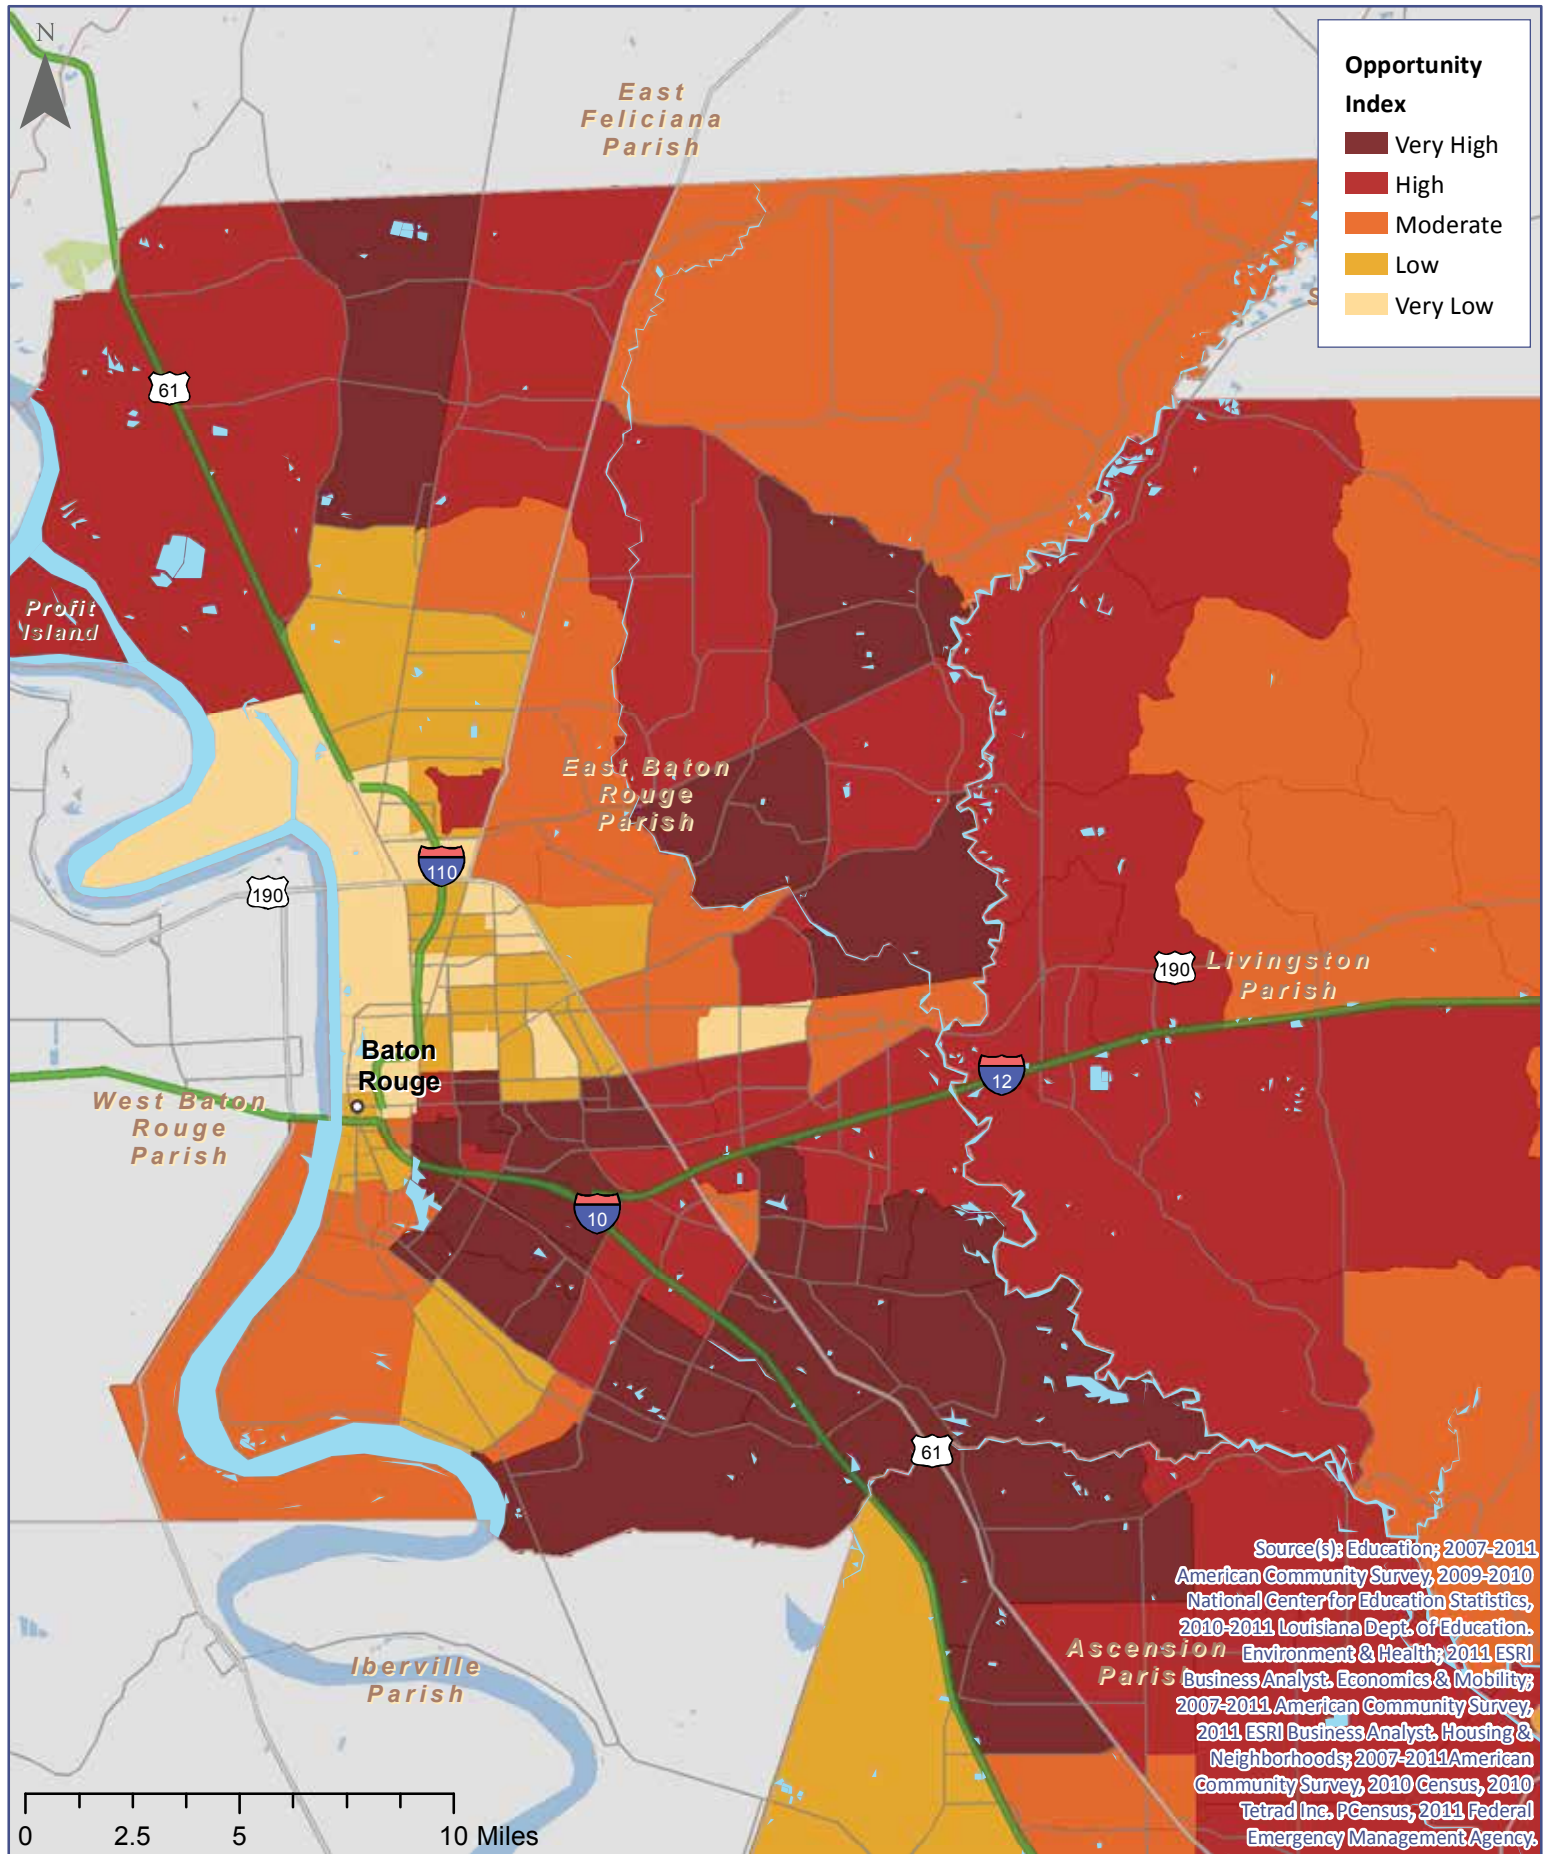 N
East
Feliciana
Parish
Opportunity
Index
Very High
High
Moderate
Low
Very Low
S
61
Profit
Island
East Baton
Rouge
Parish
110
190
190
Livingston
Parish
Baton
Rouge
12
West Baton
Rouge
Parish
10
61
Source(s): Education; 2007-2011
American Community Survey, 2009-2010
National Center for Education Statistics,
2010-2011 Louisiana Dept. of Education.
Environment & Health; 2011 ESRI
Business Analyst. Economics & Mobility;
2007-2011 American Community Survey,
2011 ESRI Business Analyst. Housing &
Neighborhoods; 2007-2011American
Community Survey, 2010 Census, 2010
Tetrad Inc. PCensus, 2011 Federal
Emergency Management Agency.
Ascension
Parish
Iberville
Parish
0 2.5 5 10 Miles